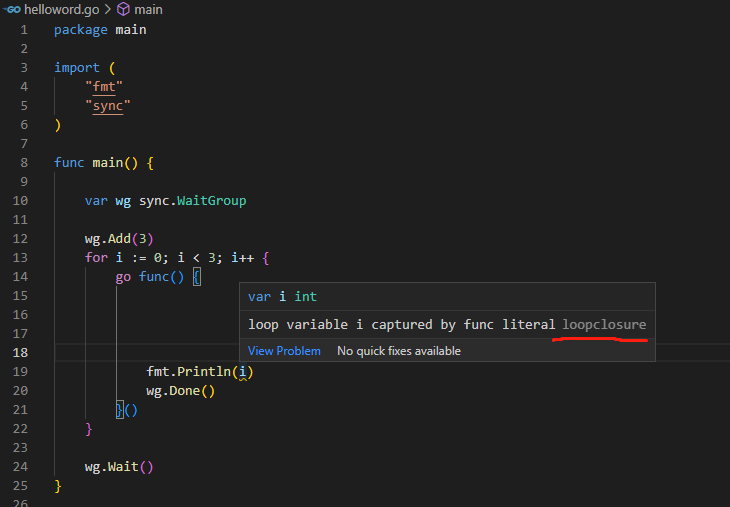 GO helloword.go > main
1 package main
2
3 import (
4 "fmt"
5 "sync"
6 )
7
8 func main() {
9
10 var wg sync.WaitGroup
11
12 wg.Add(3)
13 for i := 0; i < 3; i++ {
14 go func() {
15
var i int
16
loop variable i captured by func literal loopclosure
17
View Problem No quick fixes available
18
19 fmt.Println(i)
20 wg.Done()
21 }()
22 }
23
24 wg.Wait()
25 }
26